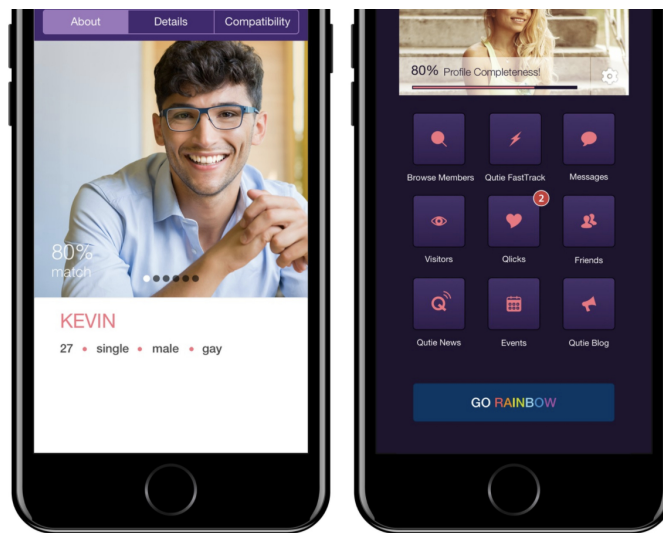 About Details Compatibility
80%
match
KEVIN
27 • single • male • gay
80% Profile Completeness!
Browse Members Qutie FastTrack Messages
2
Visitors Qlicks Friends
Qutie News Events Qutie Blog
GO RAINBOW